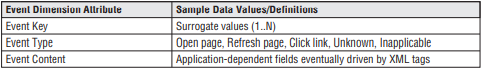 Event Dimension Attribute Sample Data Values/Definitions
Event Key Surrogate values (1..N)
Event Type Open page, Refresh page, Click link, Unknown, Inapplicable
Event Content Application-dependent fields eventually driven by XML tags